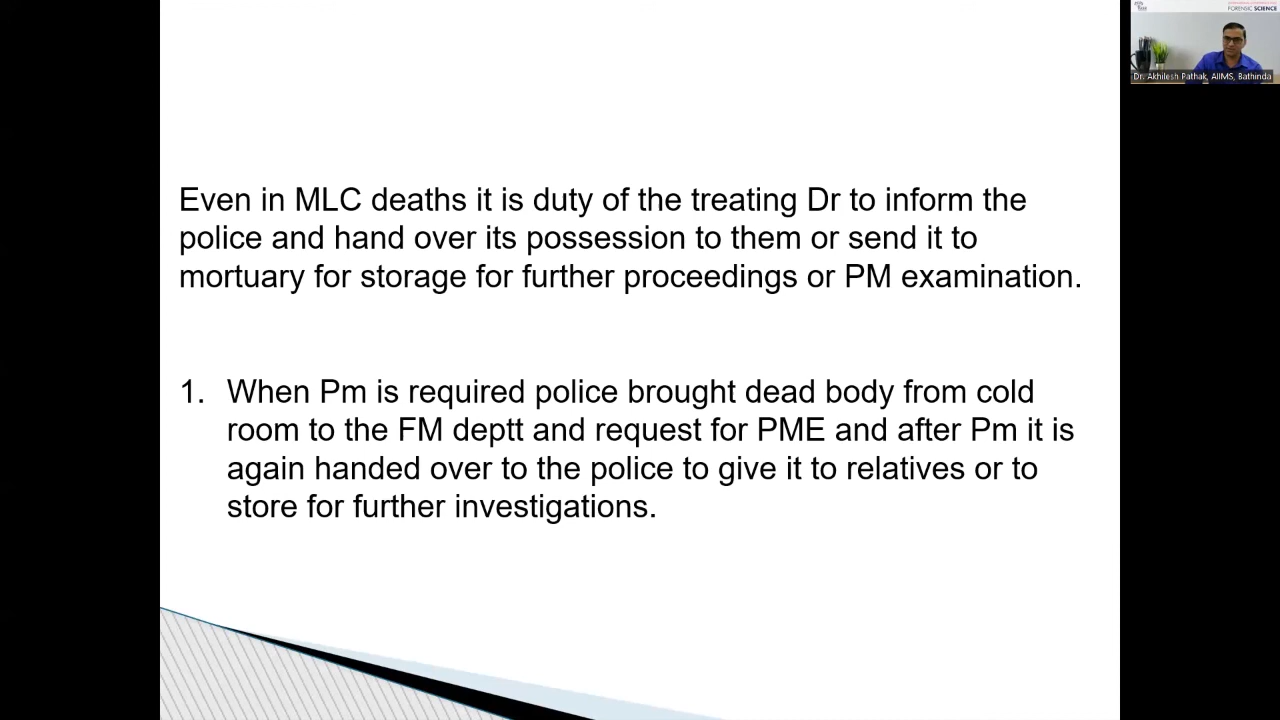 FORENSIC SCIENCE
Dr. Akhilesh Pathak, AIIMS, Bathinda
Even in MLC deaths it is duty of the treating Dr to inform the
police and hand over its possession to them or send it to
mortuary for storage for further proceedings or PM examination.
1. When Pm is required police brought dead body from cold
room to the FM deptt and request for PME and after Pm it is
again handed over to the police to give it to relatives or to
store for further investigations.